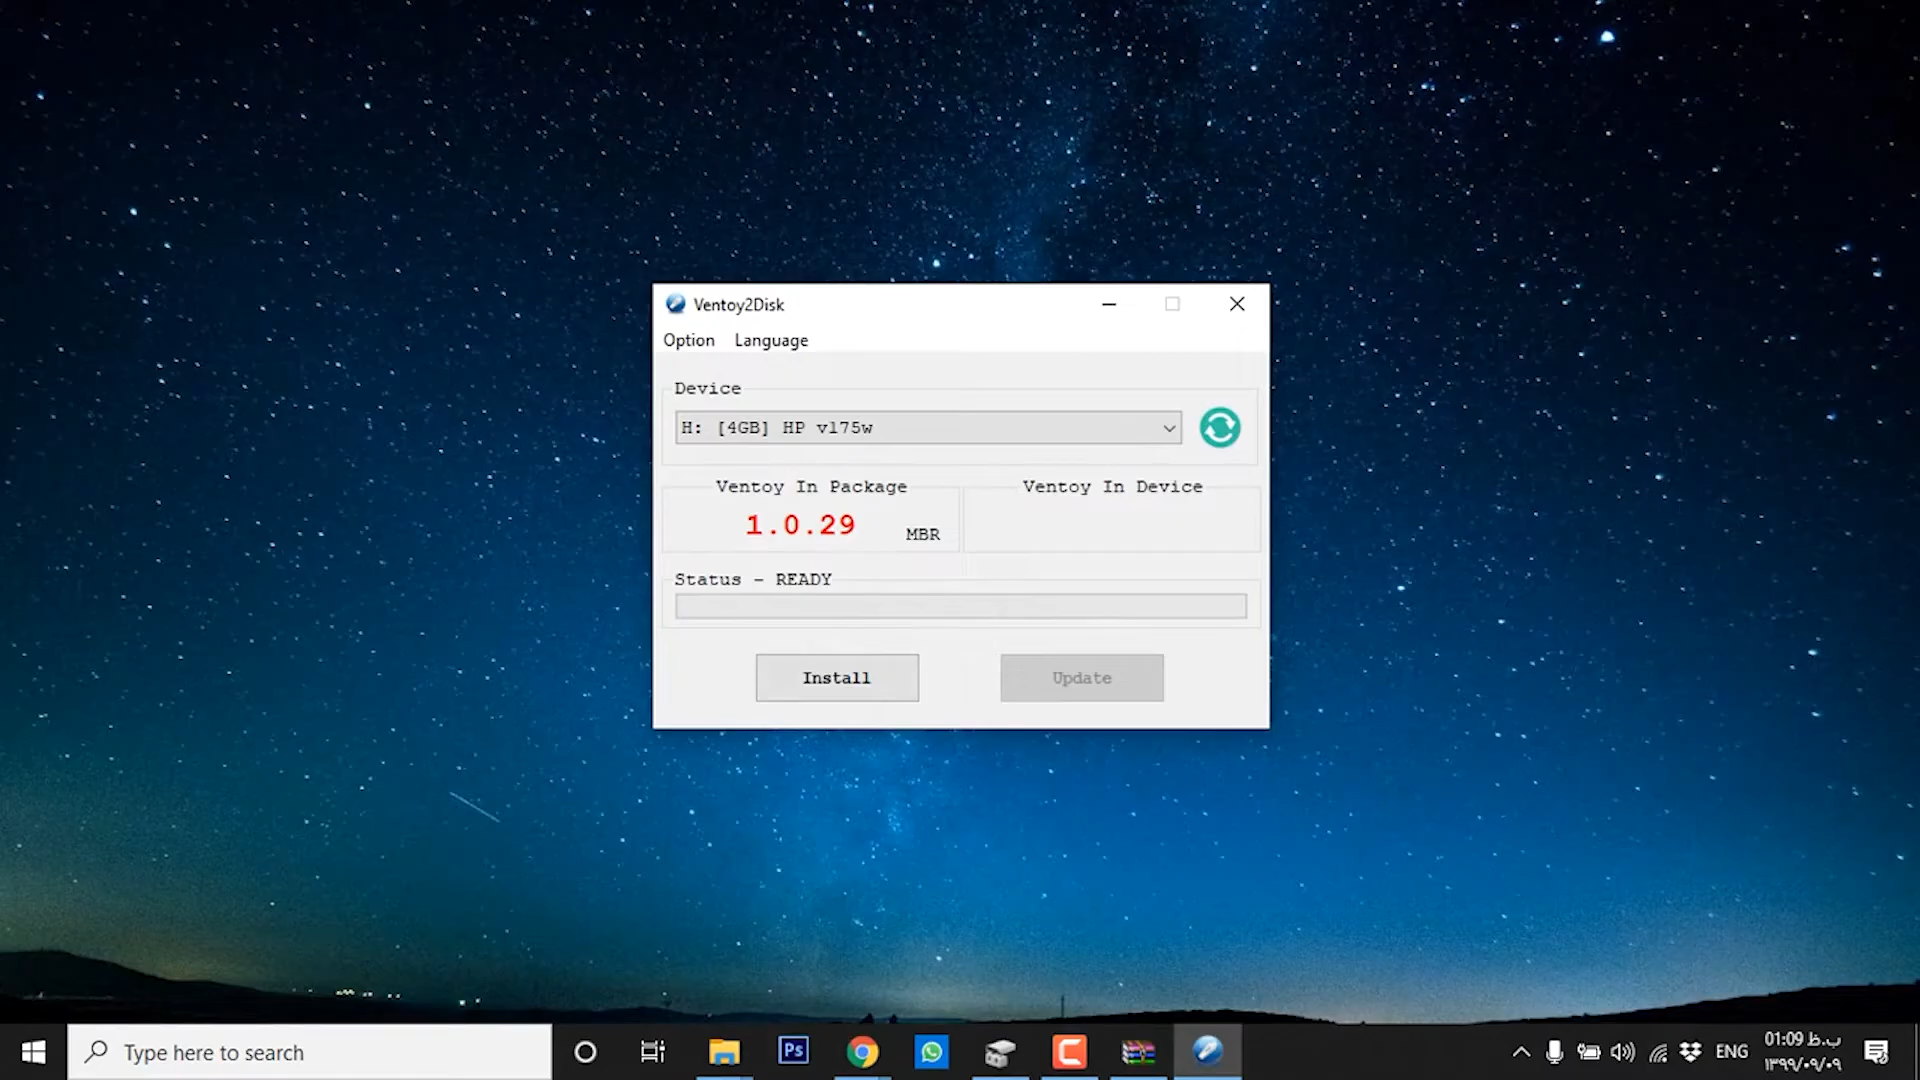 Ventoy2Disk
Option Language
Device
H: [4GB] HP v175w
Ventoy In Package
Ventoy In Device
1.0.29
MBR
Status - READY
Install
Update
Type here to search
Ps
ENG
01:09 ب.ظ
۱۳۹۹/۰۹/۰۹